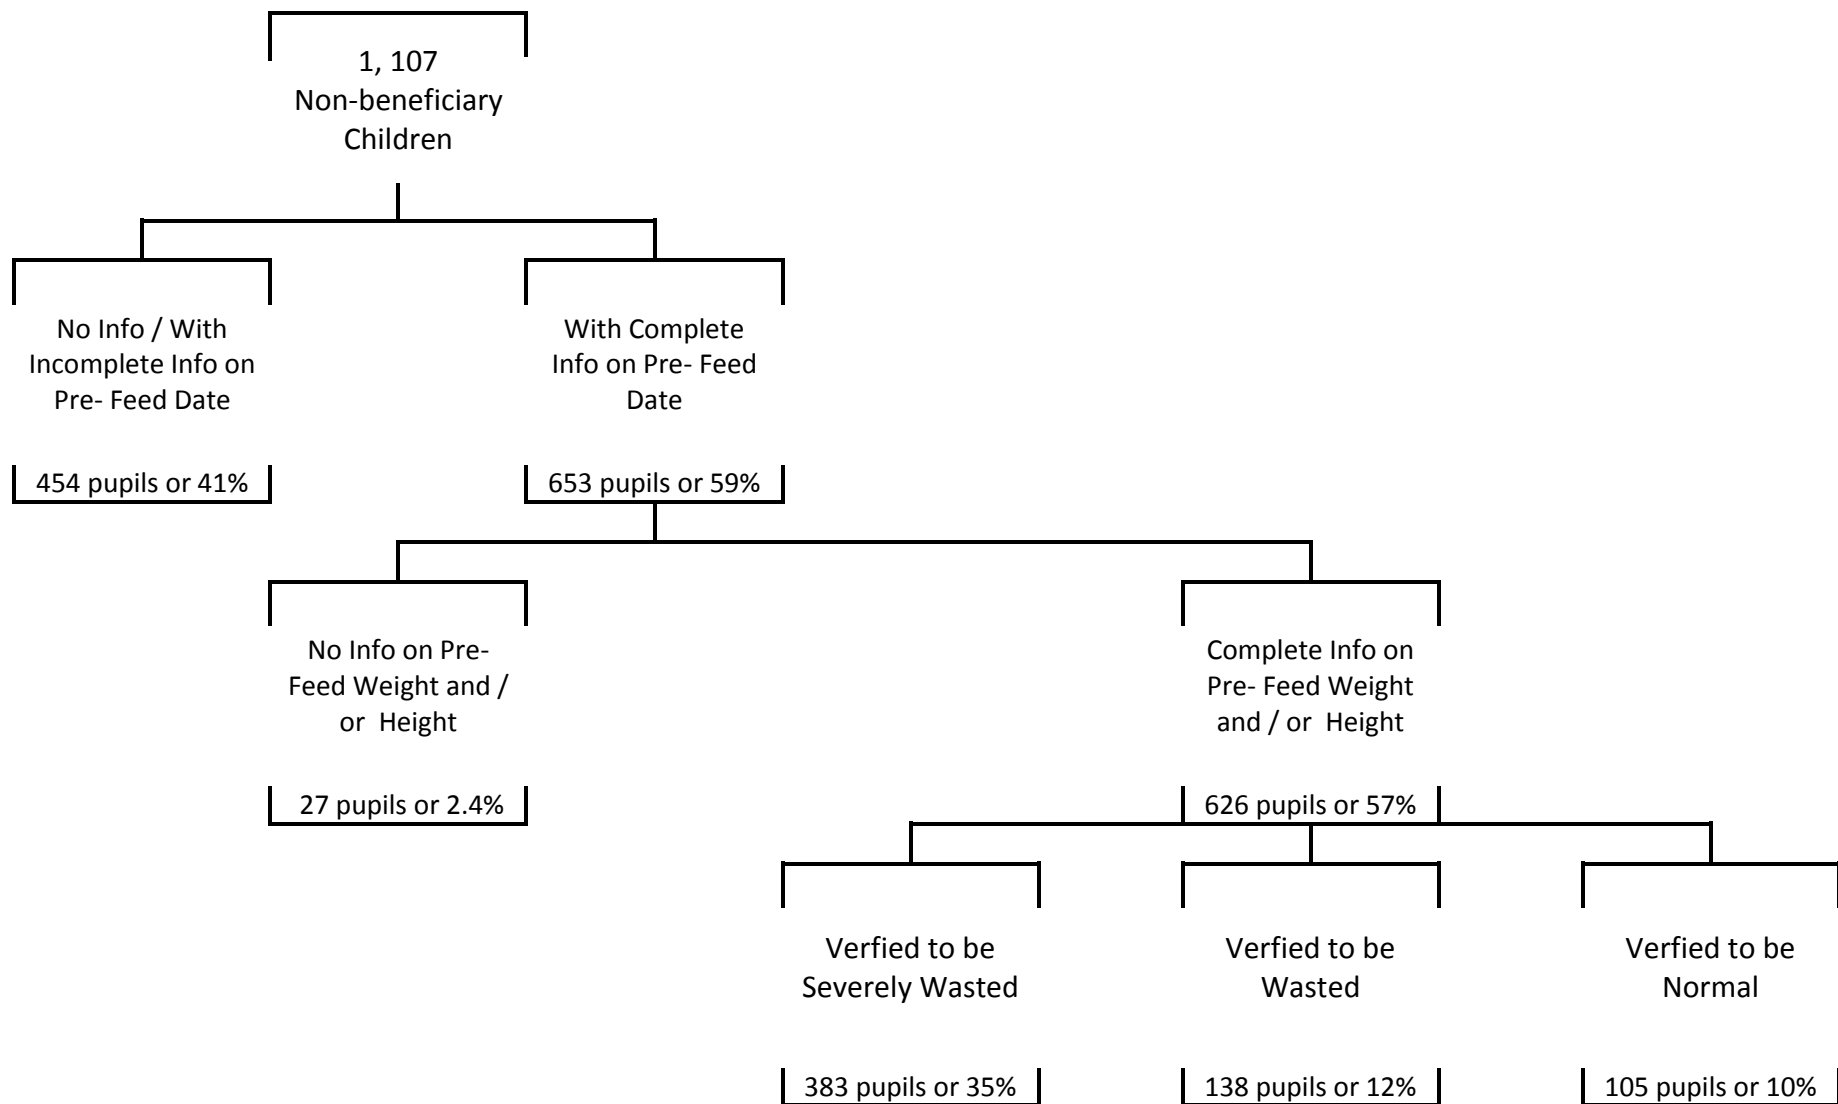 1, 107
Non-beneficiary
Children
No Info / With
Incomplete Info on
Pre- Feed Date
454 pupils or 41%
With Complete
Info on Pre- Feed
Date
653 pupils or 59%
No Info on Pre-
Feed Weight and /
or Height
27 pupils or 2.4%
Complete Info on
Pre- Feed Weight
and / or Height
626 pupils or 57%
Verfied to be
Severely Wasted
383 pupils or 35%
Verfied to be
Wasted
138 pupils or 12%
Verfied to be
Normal
105 pupils or 10%